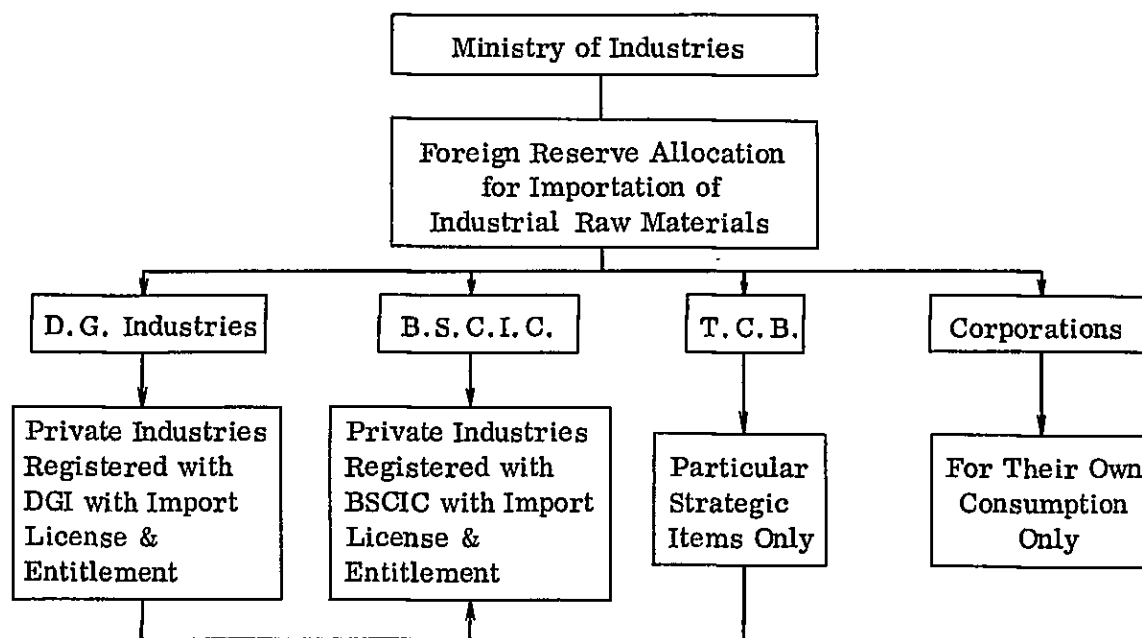 Ministry of Industries
Foreign Reserve Allocation
for Importation of
Industrial Raw Materials
D.G. Industries
B.S.C.I.C.
T.C.B.
Corporations
Private Industries
Registered with
DGI with Import
License &
Entitlement
Private Industries
Registered with
BSCIC with Import
License &
Entitlement
Particular
Strategic
Items Only
For Their Own
Consumption
Only